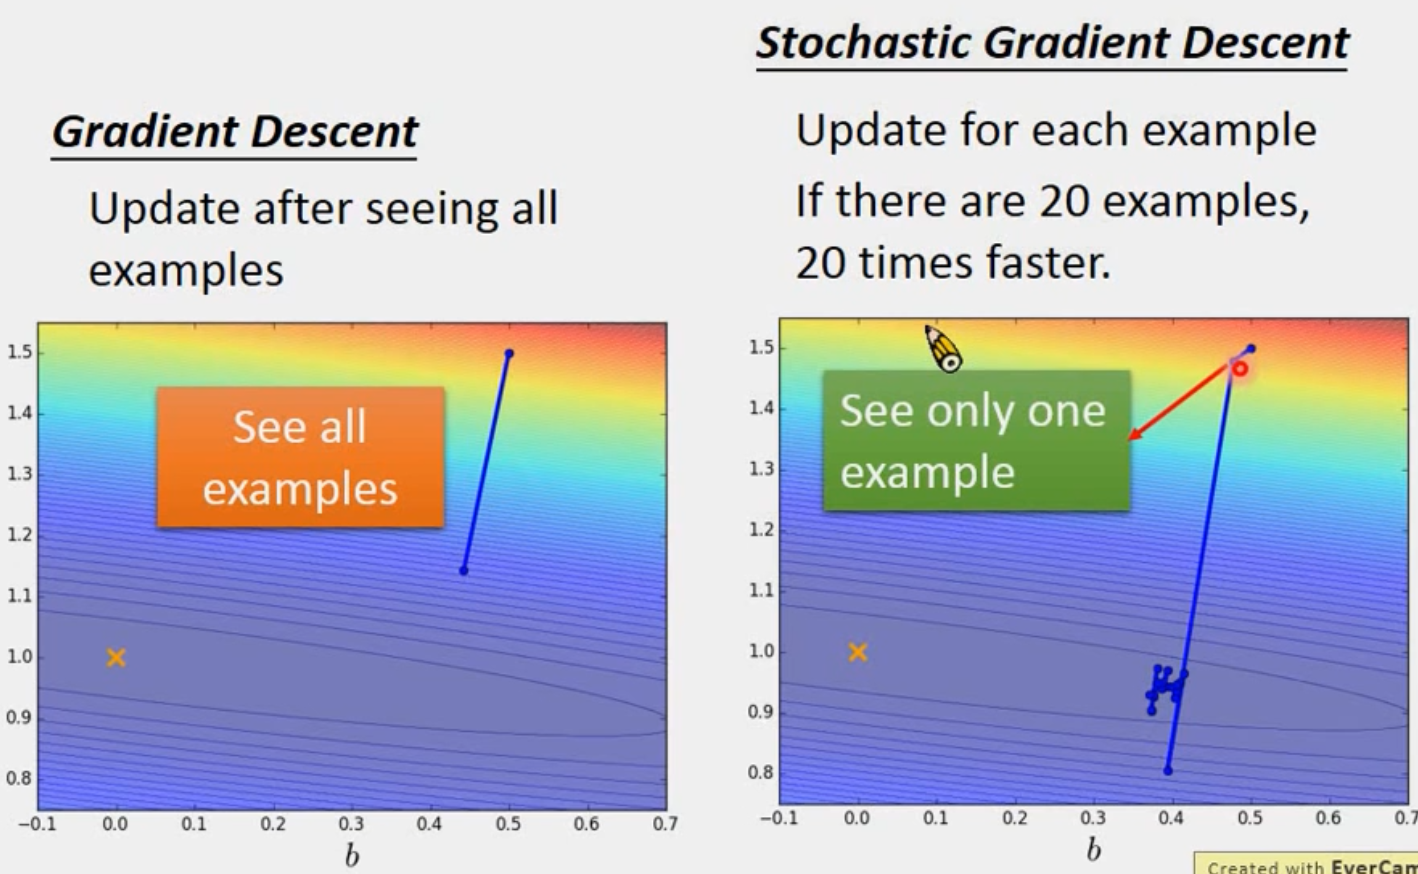 Stochastic Gradient Descent
Gradient Descent
Update after seeing all
examples
Update for each example
If there are 20 examples,
20 times faster.
See all
examples
1.5
1.4
1.3
1.2
1.1
1.0
0.9
0.8
−0.1 0.0 0.1 0.2 0.3 0.4 0.5 0.6 0.7
b
See only one
example
1.5
1.4
1.3
1.2
1.1
1.0
0.9
0.8
−0.1 0.0 0.1 0.2 0.3 0.4 0.5 0.6 0.7
b
Created with EverCam